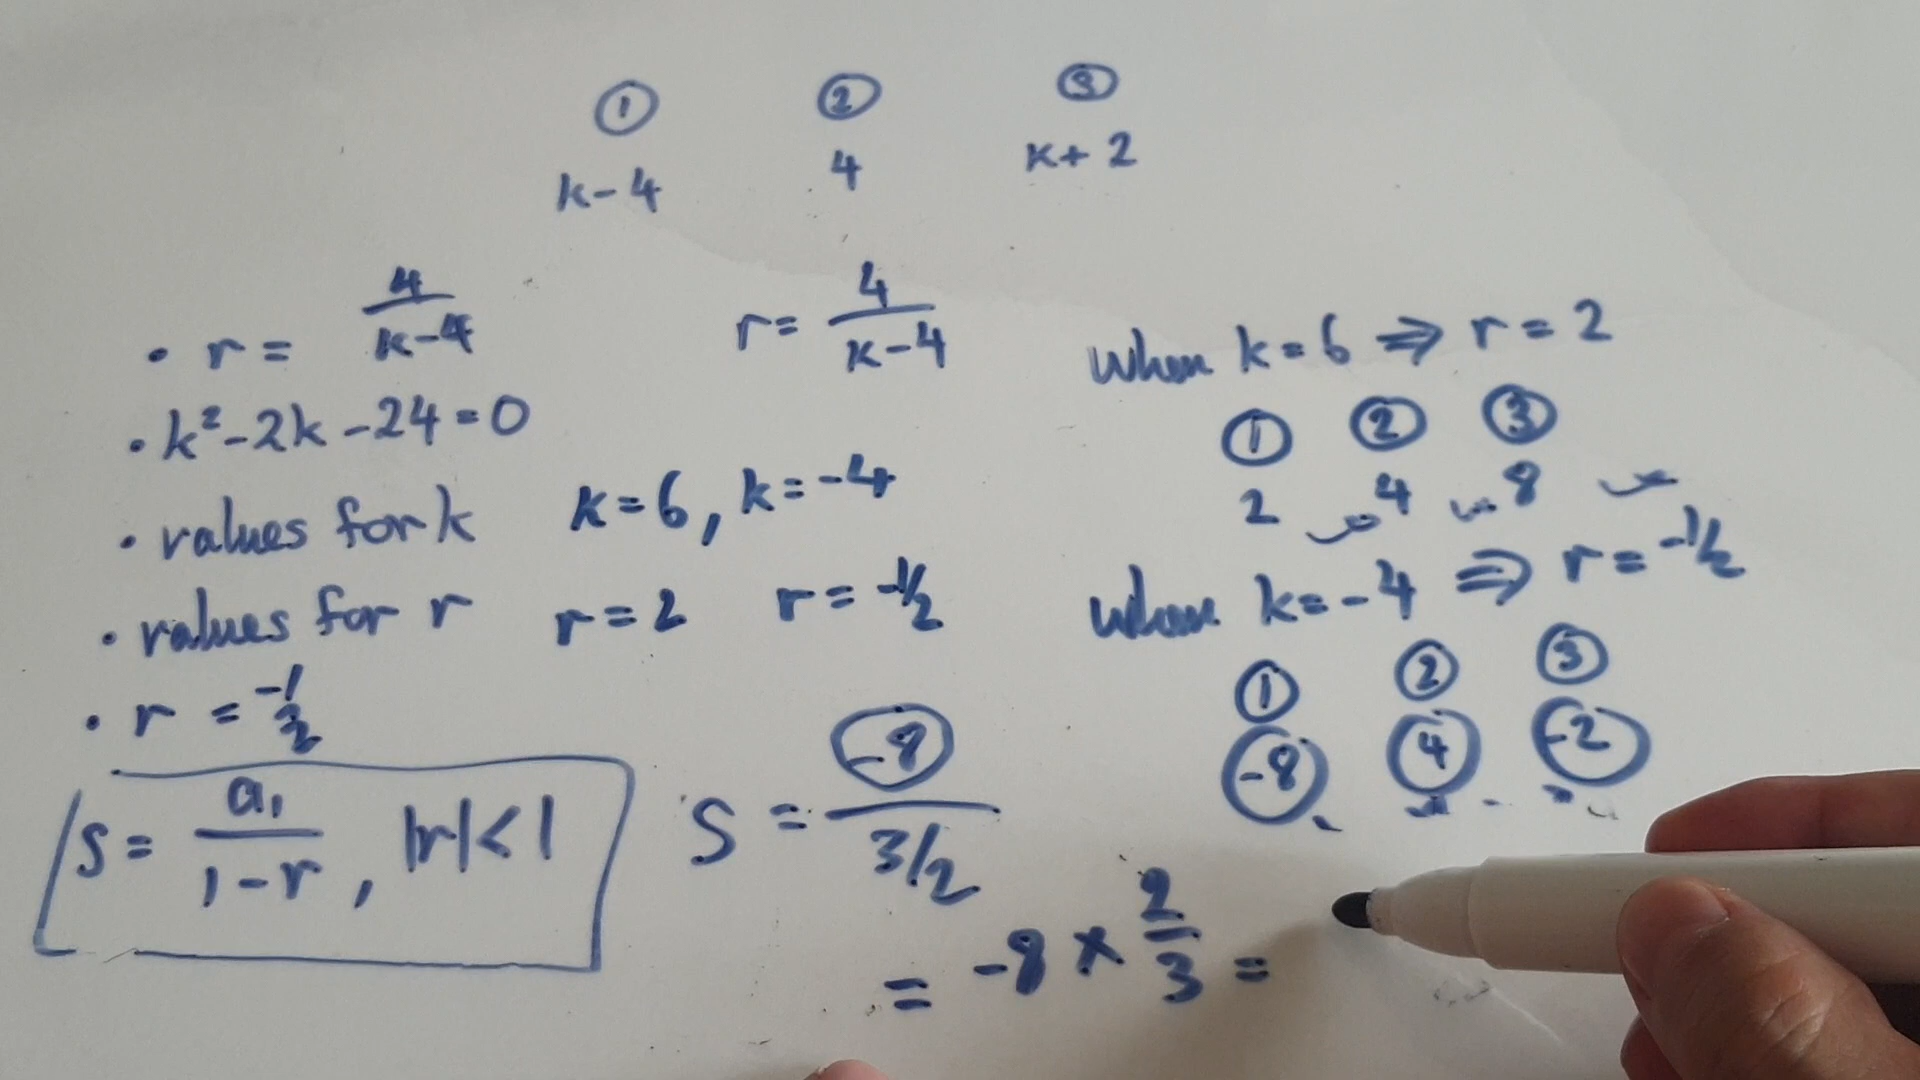 ① ② ③
k-4 4 k+2
• r = 4/(k-4)
• k²-2k-24=0
• values for k k=6, k=-4
• values for r r=2 r=-1/2
• r = -1/2
S = a₁/(1-r), |r|<1
r = 4/(k-4)
When k=6 ⇒ r=2
① ② ③
2 4 8
When k=-4 ⇒ r=-1/2
① ② ③
-8 4 -2
S = -8/(3/2)
= -8 × 2/3 =